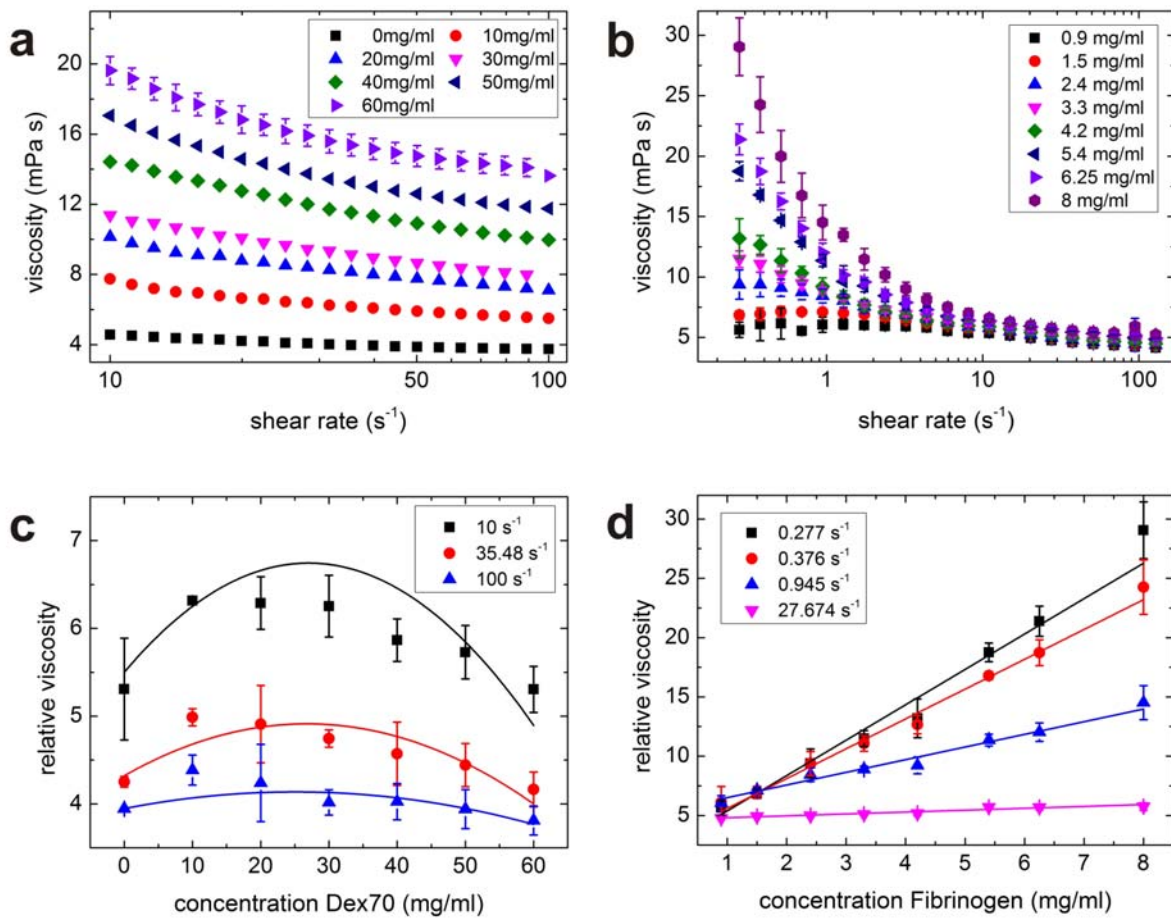 a
0mg/ml 10mg/ml
20mg/ml 30mg/ml
40mg/ml 50mg/ml
60mg/ml
20
16
12
8
4
viscosity (mPa s)
10 50 100
shear rate (s⁻¹)
b
0.9 mg/ml
1.5 mg/ml
2.4 mg/ml
3.3 mg/ml
4.2 mg/ml
5.4 mg/ml
6.25 mg/ml
8 mg/ml
30
25
20
15
10
5
viscosity (mPa s)
1 10 100
shear rate (s⁻¹)
c
10 s⁻¹
35.48 s⁻¹
100 s⁻¹
7
6
5
4
relative viscosity
0 10 20 30 40 50 60
concentration Dex70 (mg/ml)
d
0.277 s⁻¹
0.376 s⁻¹
0.945 s⁻¹
27.674 s⁻¹
30
25
20
15
10
5
relative viscosity
1 2 3 4 5 6 7 8
concentration Fibrinogen (mg/ml)